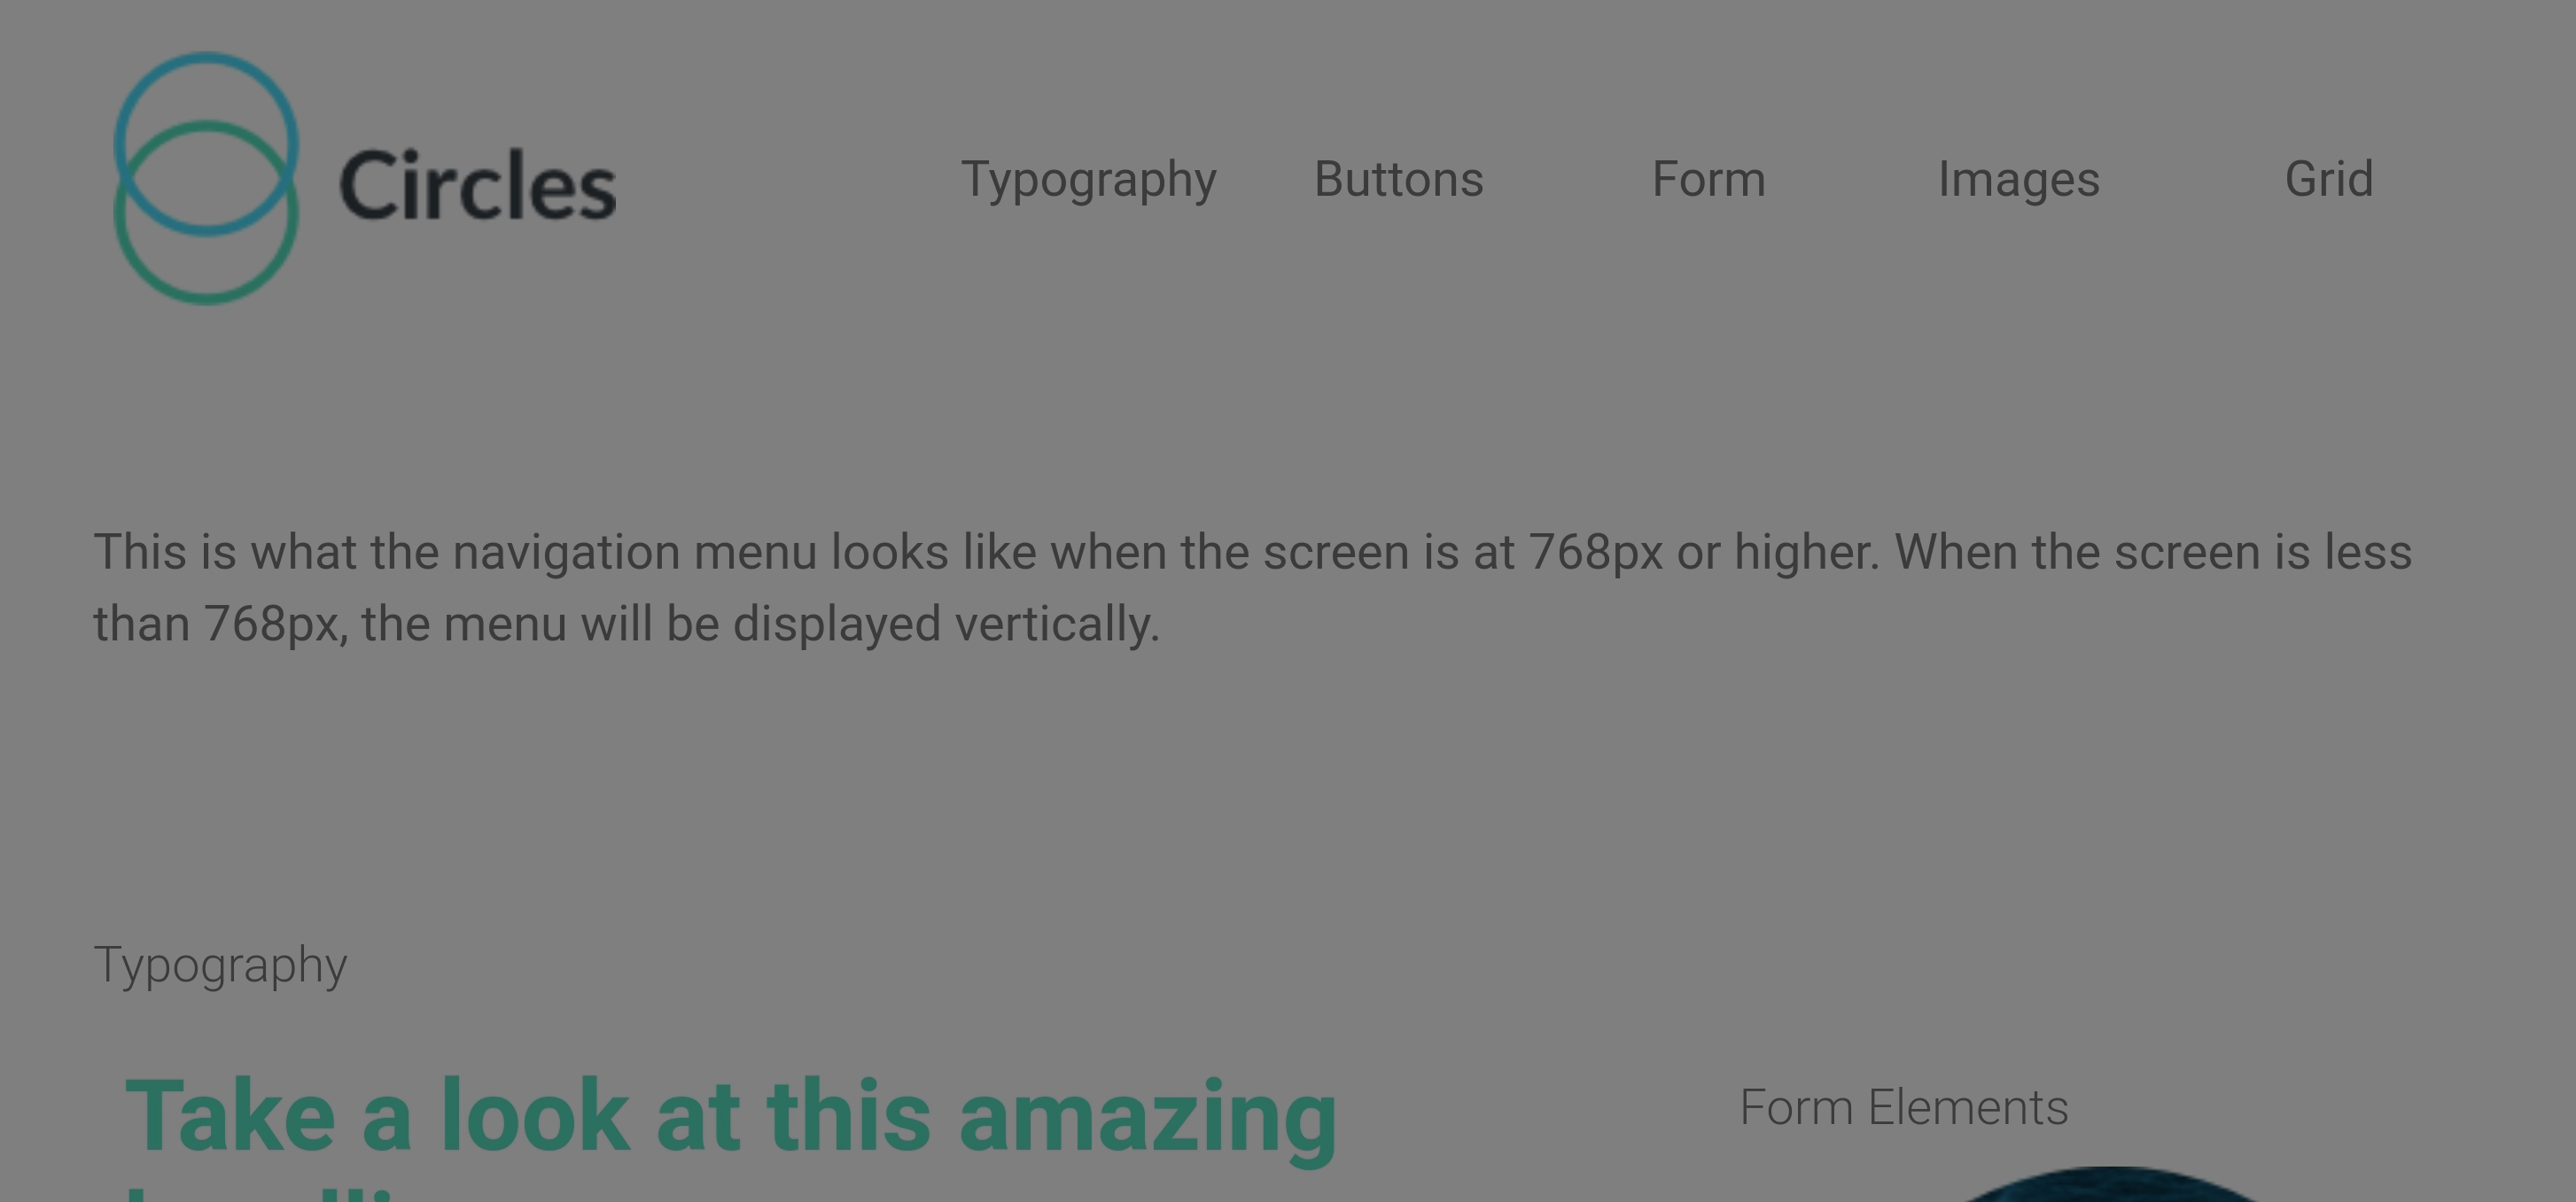 Circles
Typography Buttons Form Images Grid
This is what the navigation menu looks like when the screen is at 768px or higher. When the screen is less
than 768px, the menu will be displayed vertically.
Typography
Take a look at this amazing
Form Elements